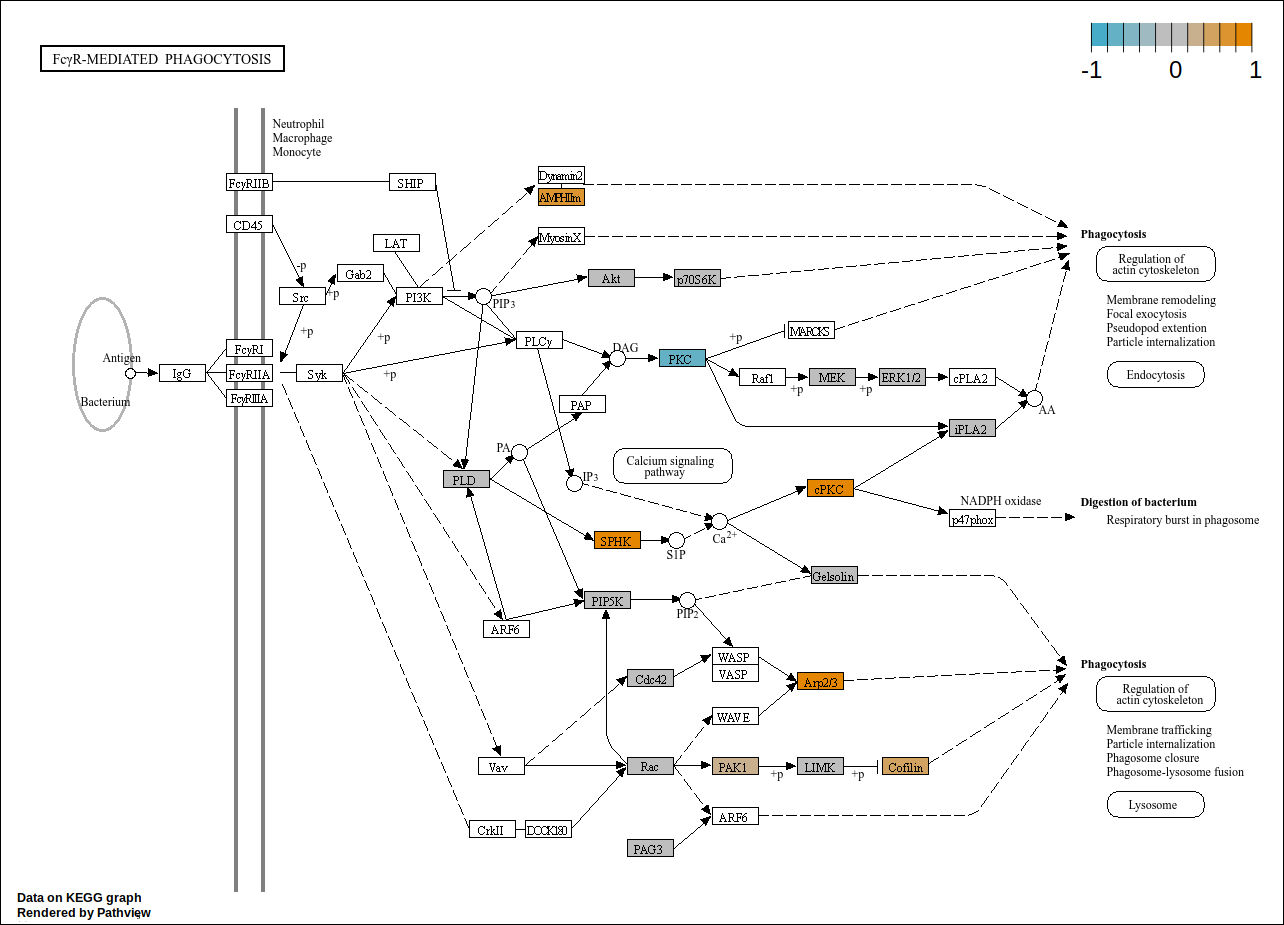 FcγR-MEDIATED PHAGOCYTOSIS
-1 0 1
Neutrophil
Macrophage
Monocyte
FcγRIIB
SHIP
Dynamin2
AMPHIIm
CD45
LAT
MyosinX
Phagocytosis
Regulation of
actin cytoskeleton
-p
Gab2
+p
Src
PI3K
PIP3
Akt
p70S6K
Membrane remodeling
Focal exocytosis
Pseudopod extention
Particle internalization
+p
+p
PLCγ
DAG
+p
MARCKS
Antigen
FcγRI
IgG
FcγRIIA
Syk
+p
PKC
Raf1
+p
MEK
+p
ERK1/2
cPLA2
Endocytosis
FcγRIIIA
Bacterium
PAP
AA
iPLA2
PA
Calcium signaling
pathway
PLD
IP3
cPKC
NADPH oxidase
p47phox
Digestion of bacterium
Respiratory burst in phagosome
SPHK
S1P
Ca2+
Gelsolin
PIP5K
PIP2
ARF6
WASP
VASP
Phagocytosis
Cdc42
Arp2/3
Regulation of
actin cytoskeleton
WAVE
Membrane trafficking
Particle internalization
Phagosome closure
Phagosome-lysosome fusion
Vav
Rac
PAK1
+p
LIMK
+p
Cofilin
Lysosome
ARF6
CrkII
DOCK180
PAG3
Data on KEGG graph
Rendered by Pathview